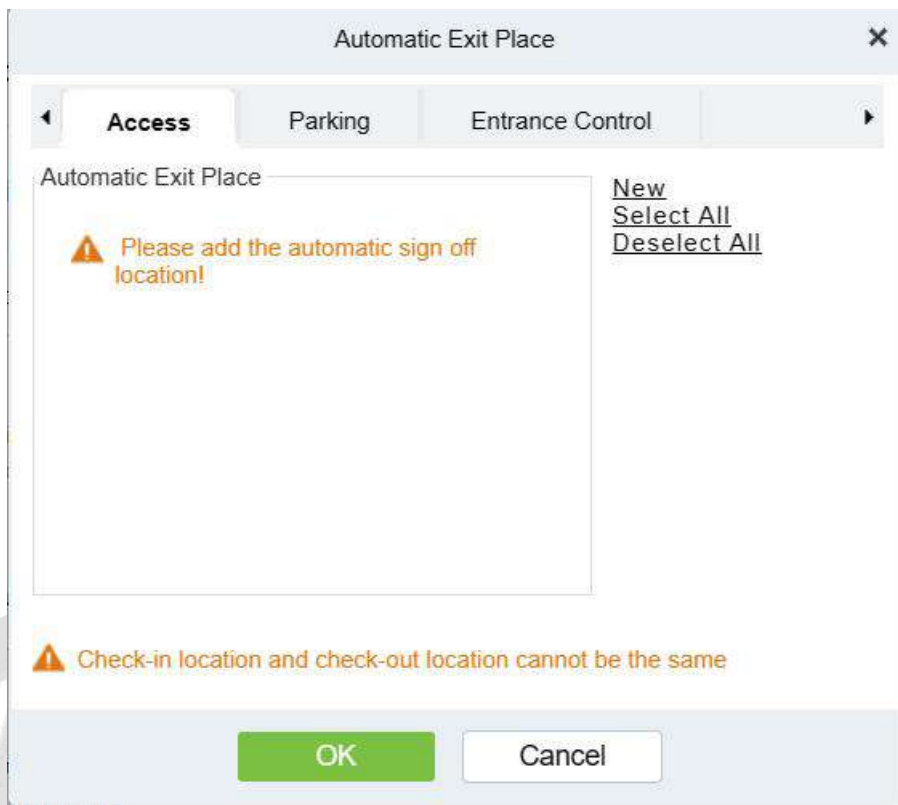 Automatic Exit Place
Access Parking Entrance Control
Automatic Exit Place
New
Select All
Deselect All
Please add the automatic sign off
location!
Check-in location and check-out location cannot be the same
OK Cancel